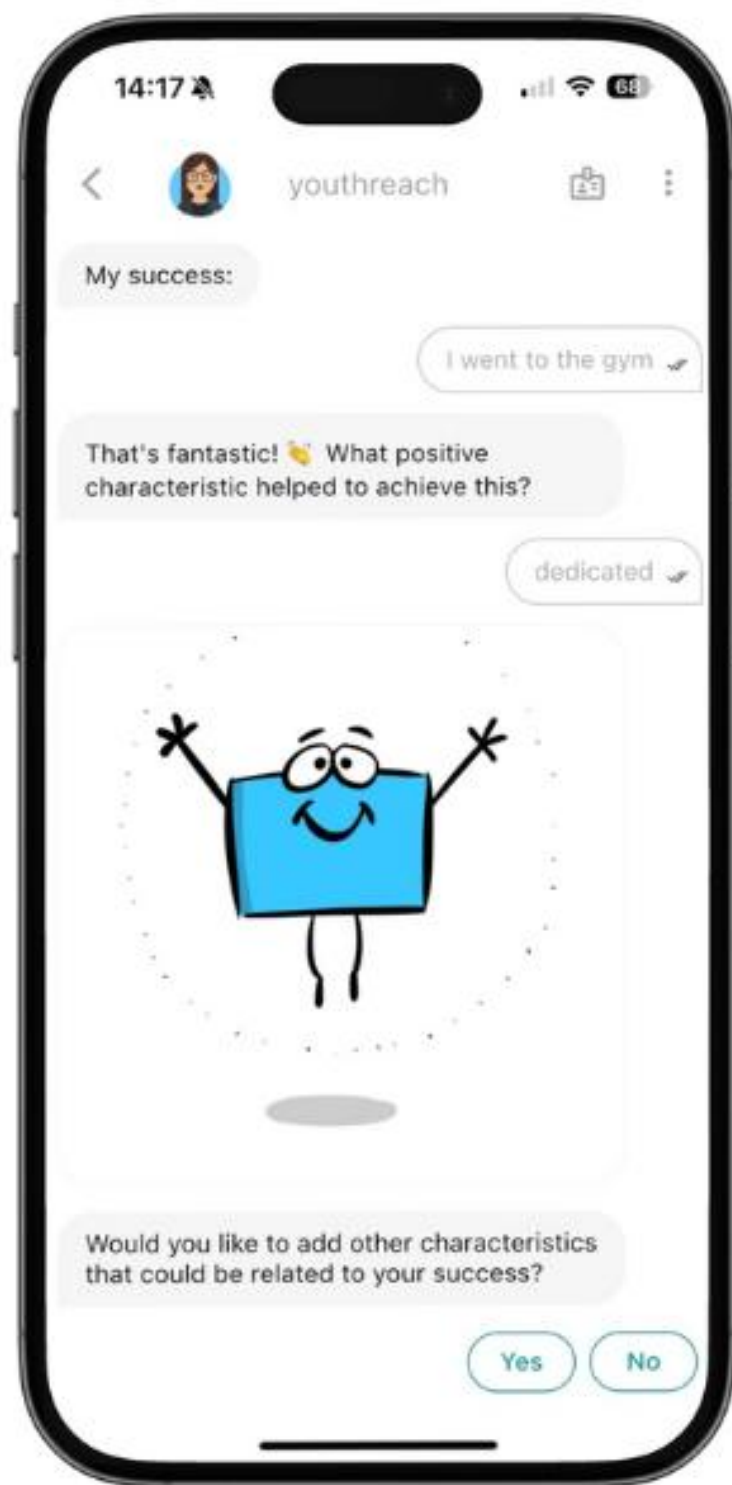 14:17
68
youthreach
My success:
I went to the gym
That's fantastic! 👏 What positive
characteristic helped to achieve this?
dedicated
Would you like to add other characteristics
that could be related to your success?
Yes
No